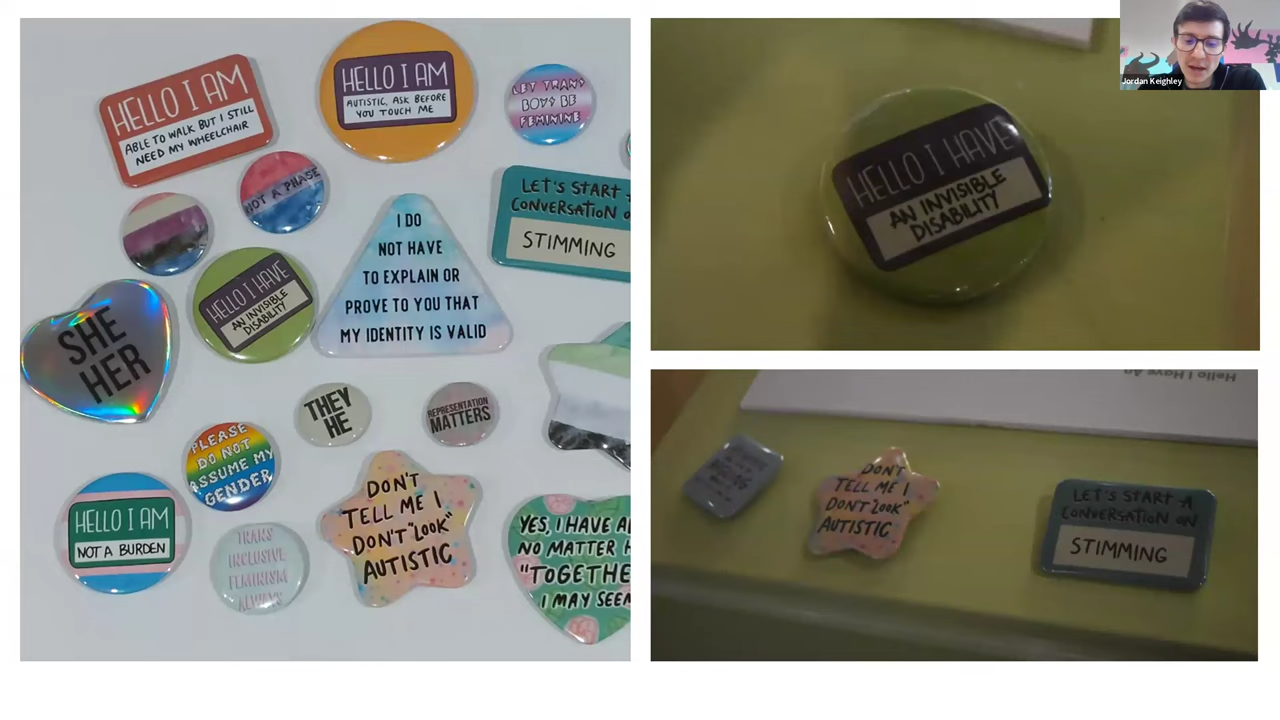 HELLO I AM
ABLE TO WALK BUT I STILL
NEED MY WHEELCHAIR
HELLO I AM
AUTISTIC, ASK BEFORE
YOU TOUCH ME
LET TRANS
BOYS BE
FEMININE
NOT A PHASE
LET'S START A
CONVERSATION O
STIMMING
I DO
NOT HAVE
TO EXPLAIN OR
PROVE TO YOU THAT
MY IDENTITY IS VALID
HELLO I HAVE
AN INVISIBLE
DISABILITY
SHE
HER
THEY
HE
REPRESENTATION
MATTERS
PLEASE
DO NOT
ASSUME MY
GENDER
HELLO I AM
NOT A BURDEN
TRANS
INCLUSIVE
FEMINISM
ALWAYS
DON'T
TELL ME I
DON'T "LOOK"
AUTISTIC
YES, I HAVE A
NO MATTER H
"TOGETHE
I MAY SEEM
HELLO I HAVE
AN INVISIBLE
DISABILITY
Jordan Keighley
Hello I Have An
DON'T
TELL ME I
DON'T "LOOK"
AUTISTIC
LET'S START A
CONVERSATION ON
STIMMING